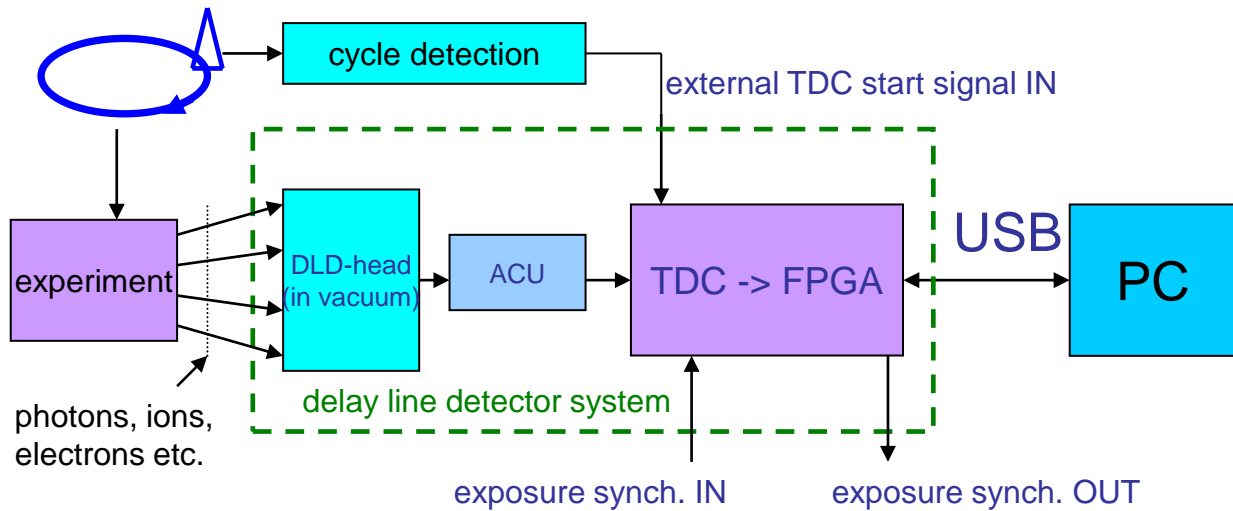 cycle detection
external TDC start signal IN
experiment
DLD-head
(in vacuum)
ACU
TDC -> FPGA
USB
PC
delay line detector system
photons, ions,
electrons etc.
exposure synch. IN
exposure synch. OUT